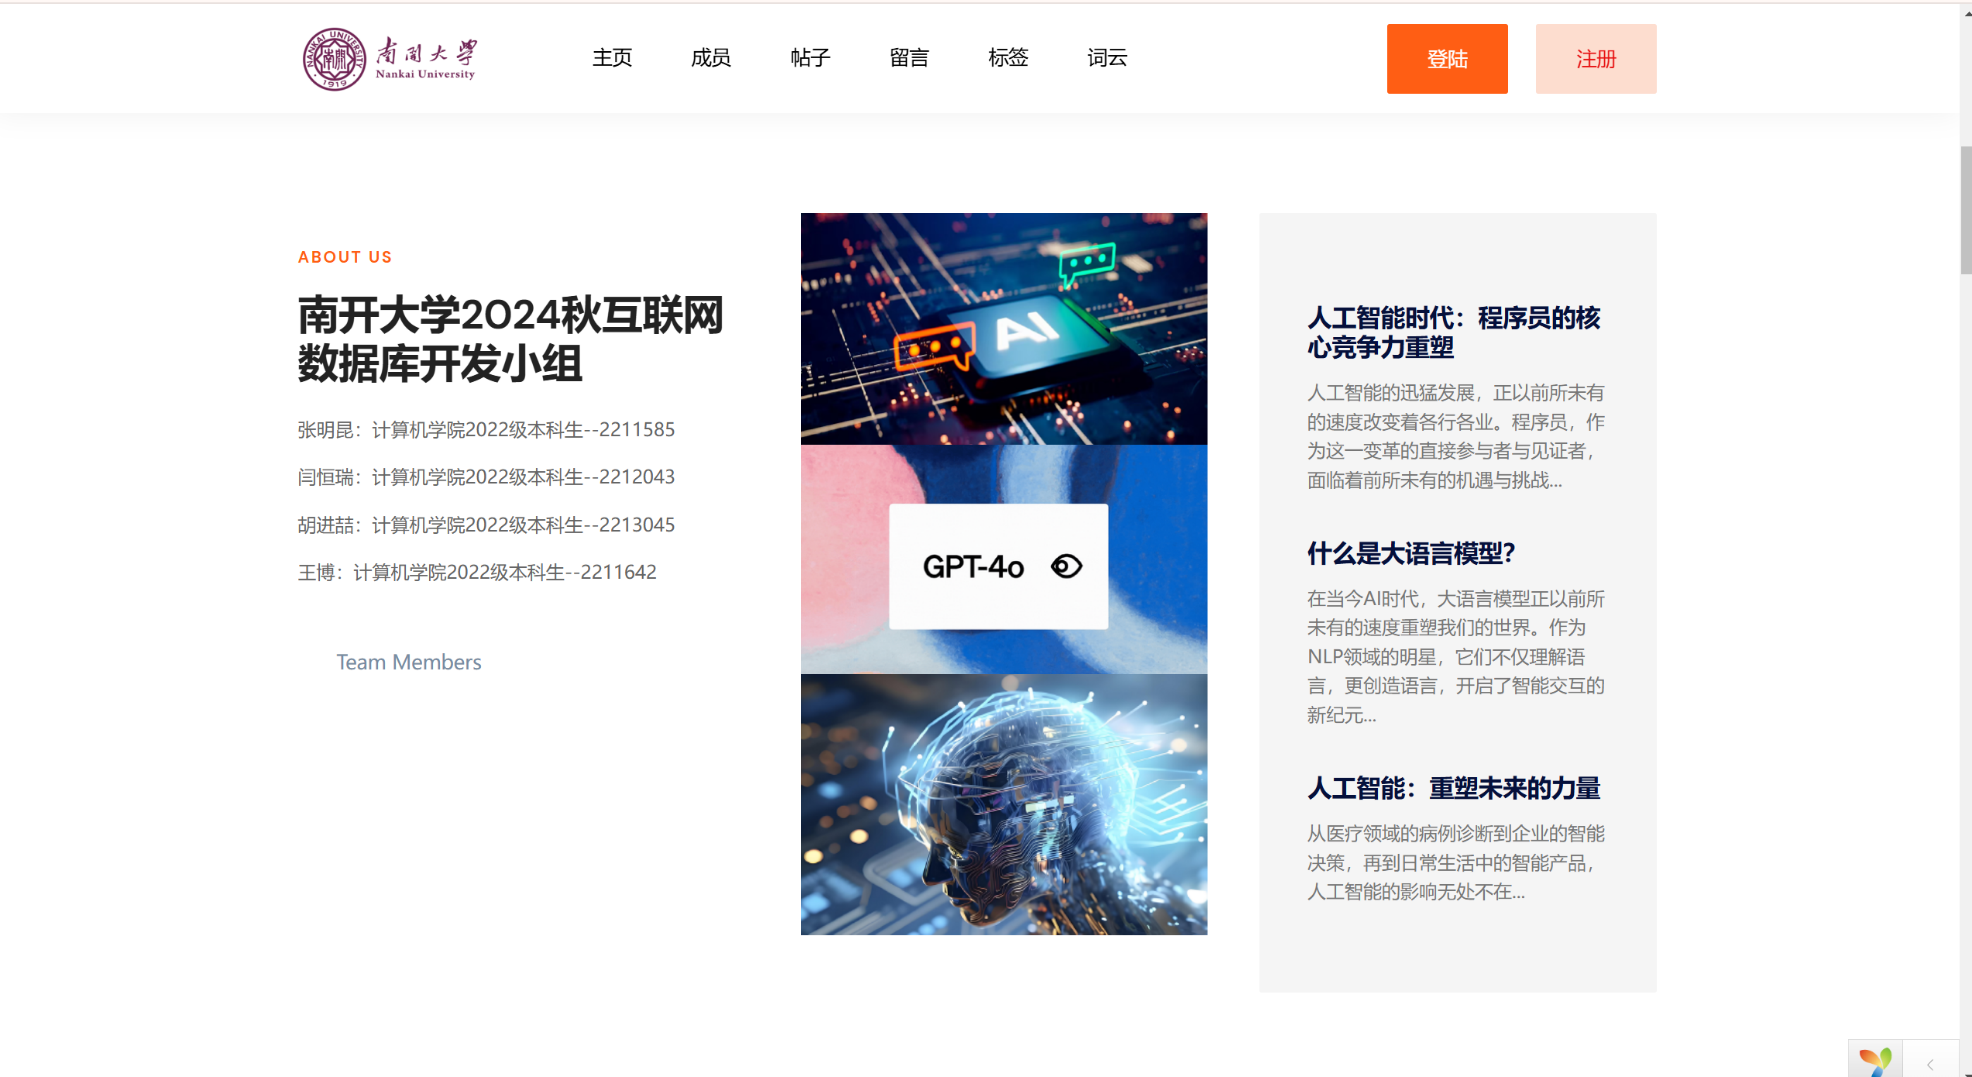 NANKAI UNIVERSITY
1919
南开大学
Nankai University
主页
成员
帖子
留言
标签
词云
登陆
注册
ABOUT US
南开大学2024秋互联网
数据库开发小组
张明昆：计算机学院2022级本科生--2211585
闫恒瑞：计算机学院2022级本科生--2212043
胡进喆：计算机学院2022级本科生--2213045
王博：计算机学院2022级本科生--2211642
Team Members
AI
GPT-4o
人工智能时代：程序员的核
心竞争力重塑
人工智能的迅猛发展，正以前所未有
的速度改变着各行各业。程序员，作
为这一变革的直接参与者与见证者，
面临着前所未有的机遇与挑战...
什么是大语言模型？
在当今AI时代，大语言模型正以前所
未有的速度重塑我们的世界。作为
NLP领域的明星，它们不仅理解语
言，更创造语言，开启了智能交互的
新纪元...
人工智能：重塑未来的力量
从医疗领域的病例诊断到企业的智能
决策，再到日常生活中的智能产品，
人工智能的影响无处不在...